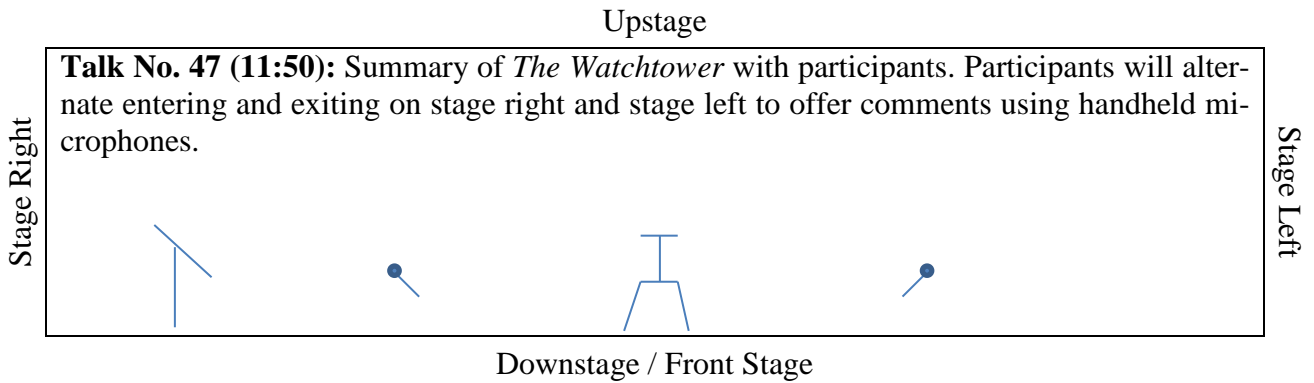 Upstage
Talk No. 47 (11:50): Summary of The Watchtower with participants. Participants will alter-
nate entering and exiting on stage right and stage left to offer comments using handheld mi-
crophones.
Stage Right
Stage Left
Downstage / Front Stage